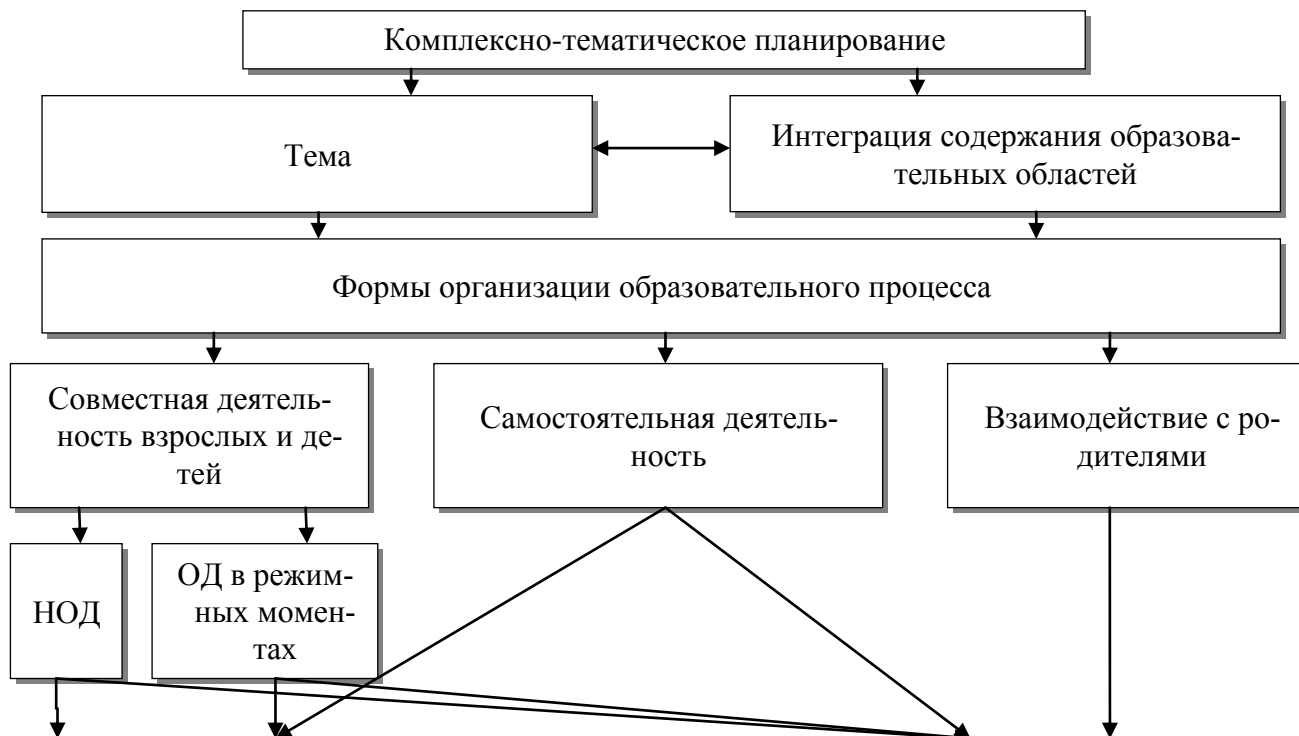 Комплексно-тематическое планирование
Тема
Интеграция содержания образова-
тельных областей
Формы организации образовательного процесса
Совместная деятель-
ность взрослых и де-
тей
Самостоятельная деятель-
ность
Взаимодействие с ро-
дителями
НОД
ОД в режим-
ных момен-
тах